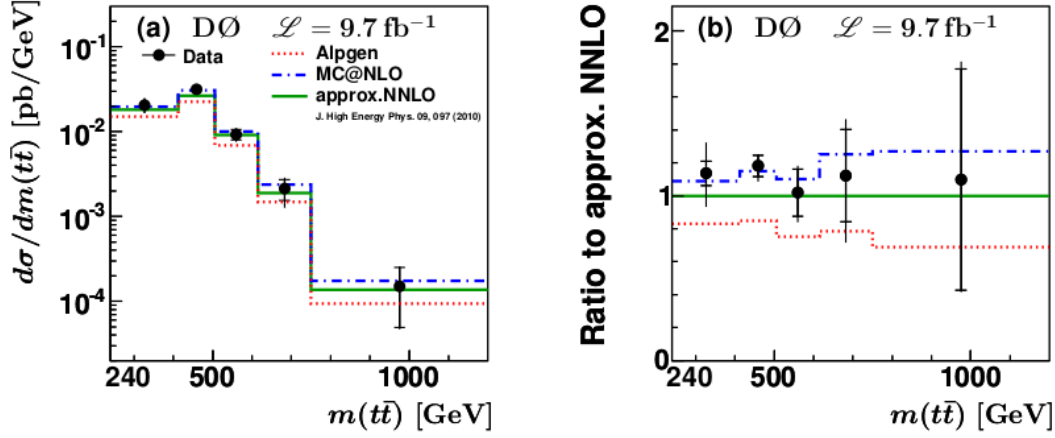 (a) DØ ℒ = 9.7 fb⁻¹
Data
Alpgen
MC@NLO
approx.NNLO
J. High Energy Phys. 09, 097 (2010)
dσ/dm(tt̄) [pb/GeV]
10⁻¹
10⁻²
10⁻³
10⁻⁴
240 500 1000
m(tt̄) [GeV]
(b) DØ ℒ = 9.7 fb⁻¹
Ratio to approx. NNLO
2
1
0
240 500 1000
m(tt̄) [GeV]